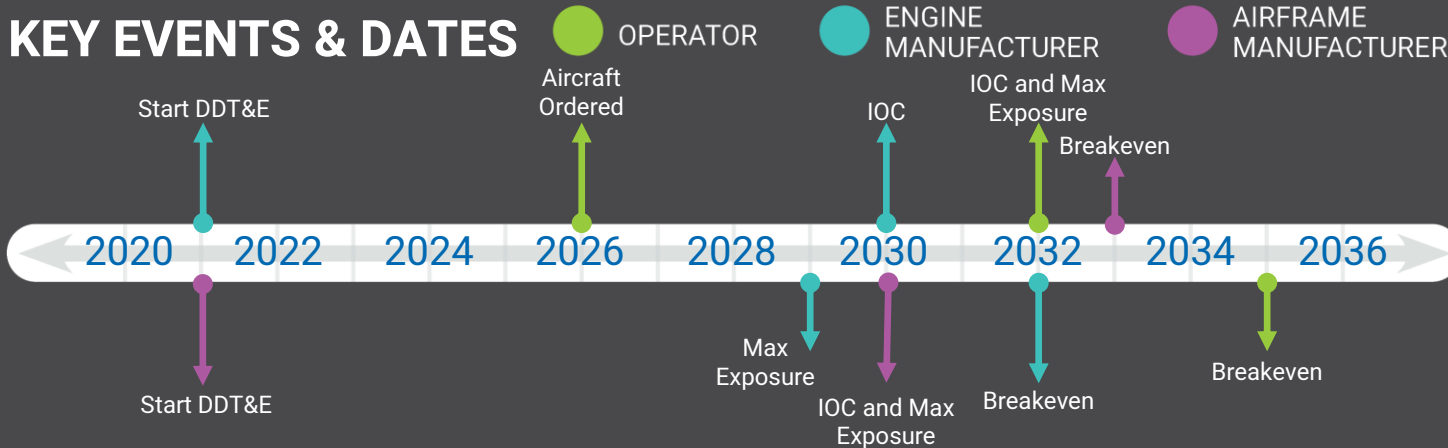 KEY EVENTS & DATES
OPERATOR
ENGINE
MANUFACTURER
AIRFRAME
MANUFACTURER
Start DDT&E
Aircraft
Ordered
IOC
IOC and Max
Exposure
Breakeven
2020 2022 2024 2026 2028 2030 2032 2034 2036
Start DDT&E
Max
Exposure
IOC and Max
Exposure
Breakeven
Breakeven